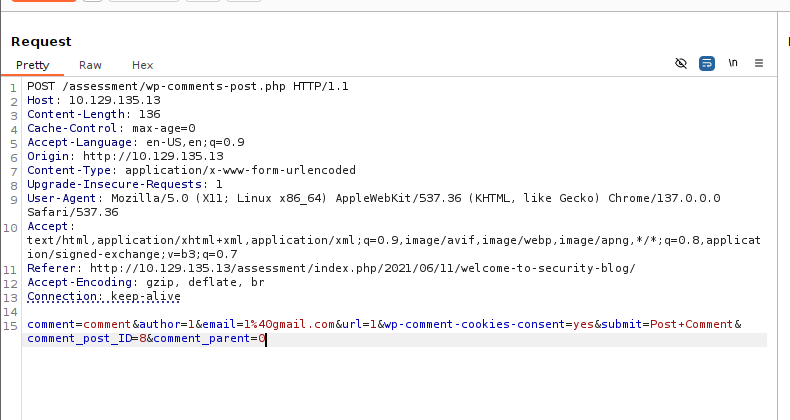 Request
Pretty Raw Hex \n
1 POST /assessment/wp-comments-post.php HTTP/1.1
2 Host: 10.129.135.13
3 Content-Length: 136
4 Cache-Control: max-age=0
5 Accept-Language: en-US,en;q=0.9
6 Origin: http://10.129.135.13
7 Content-Type: application/x-www-form-urlencoded
8 Upgrade-Insecure-Requests: 1
9 User-Agent: Mozilla/5.0 (X11; Linux x86_64) AppleWebKit/537.36 (KHTML, like Gecko) Chrome/137.0.0.0
Safari/537.36
10 Accept:
text/html,application/xhtml+xml,application/xml;q=0.9,image/avif,image/webp,image/apng,*/*;q=0.8,applicat
ion/signed-exchange;v=b3;q=0.7
11 Referer: http://10.129.135.13/assessment/index.php/2021/06/11/welcome-to-security-blog/
12 Accept-Encoding: gzip, deflate, br
13 Connection: keep-alive
14
15 comment=comment&author=1&email=1%40gmail.com&url=1&wp-comment-cookies-consent=yes&submit=Post+Comment&
comment_post_ID=8&comment_parent=0